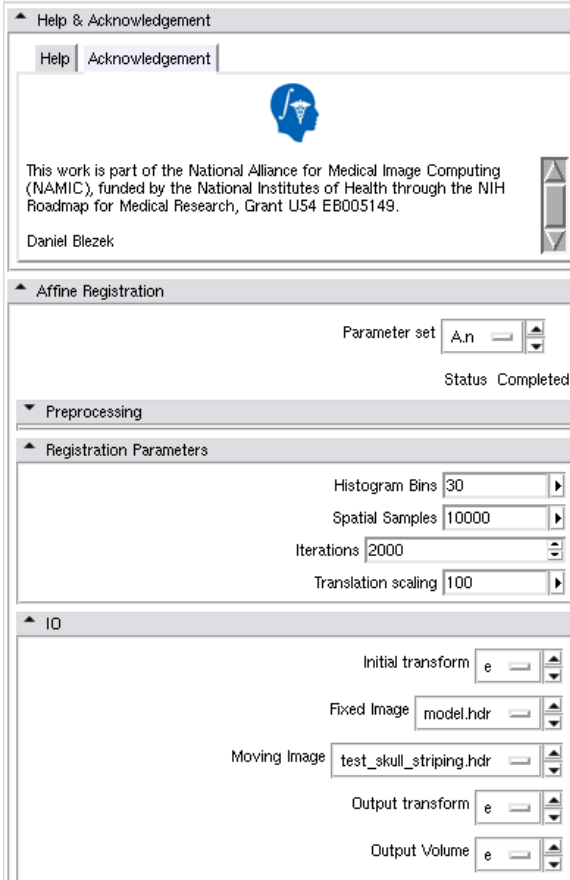 Help & Acknowledgement
Help Acknowledgement
This work is part of the National Alliance for Medical Image Computing
(NAMIC), funded by the National Institutes of Health through the NIH
Roadmap for Medical Research, Grant U54 EB005149.
Daniel Blezek
Affine Registration
Parameter set A.n
Status Completed
Preprocessing
Registration Parameters
Histogram Bins 30
Spatial Samples 10000
Iterations 2000
Translation scaling 100
IO
Initial transform e
Fixed Image model.hdr
Moving Image test_skull_striping.hdr
Output transform e
Output Volume e